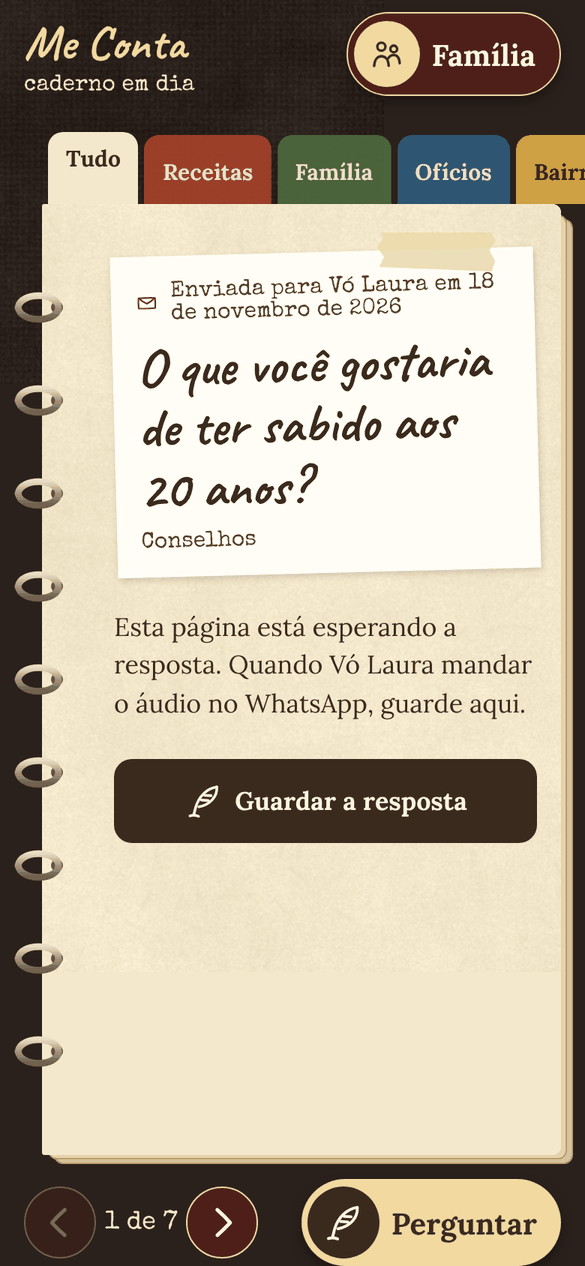 Me Conta
caderno em dia
Família
Tudo
Receitas
Família
Ofícios
Bairr
Enviada para Vó Laura em 18
de novembro de 2026
O que você gostaria
de ter sabido aos
20 anos?
Conselhos
Esta página está esperando a
resposta. Quando Vó Laura mandar
o áudio no WhatsApp, guarde aqui.
Guardar a resposta
1 de 7
Perguntar